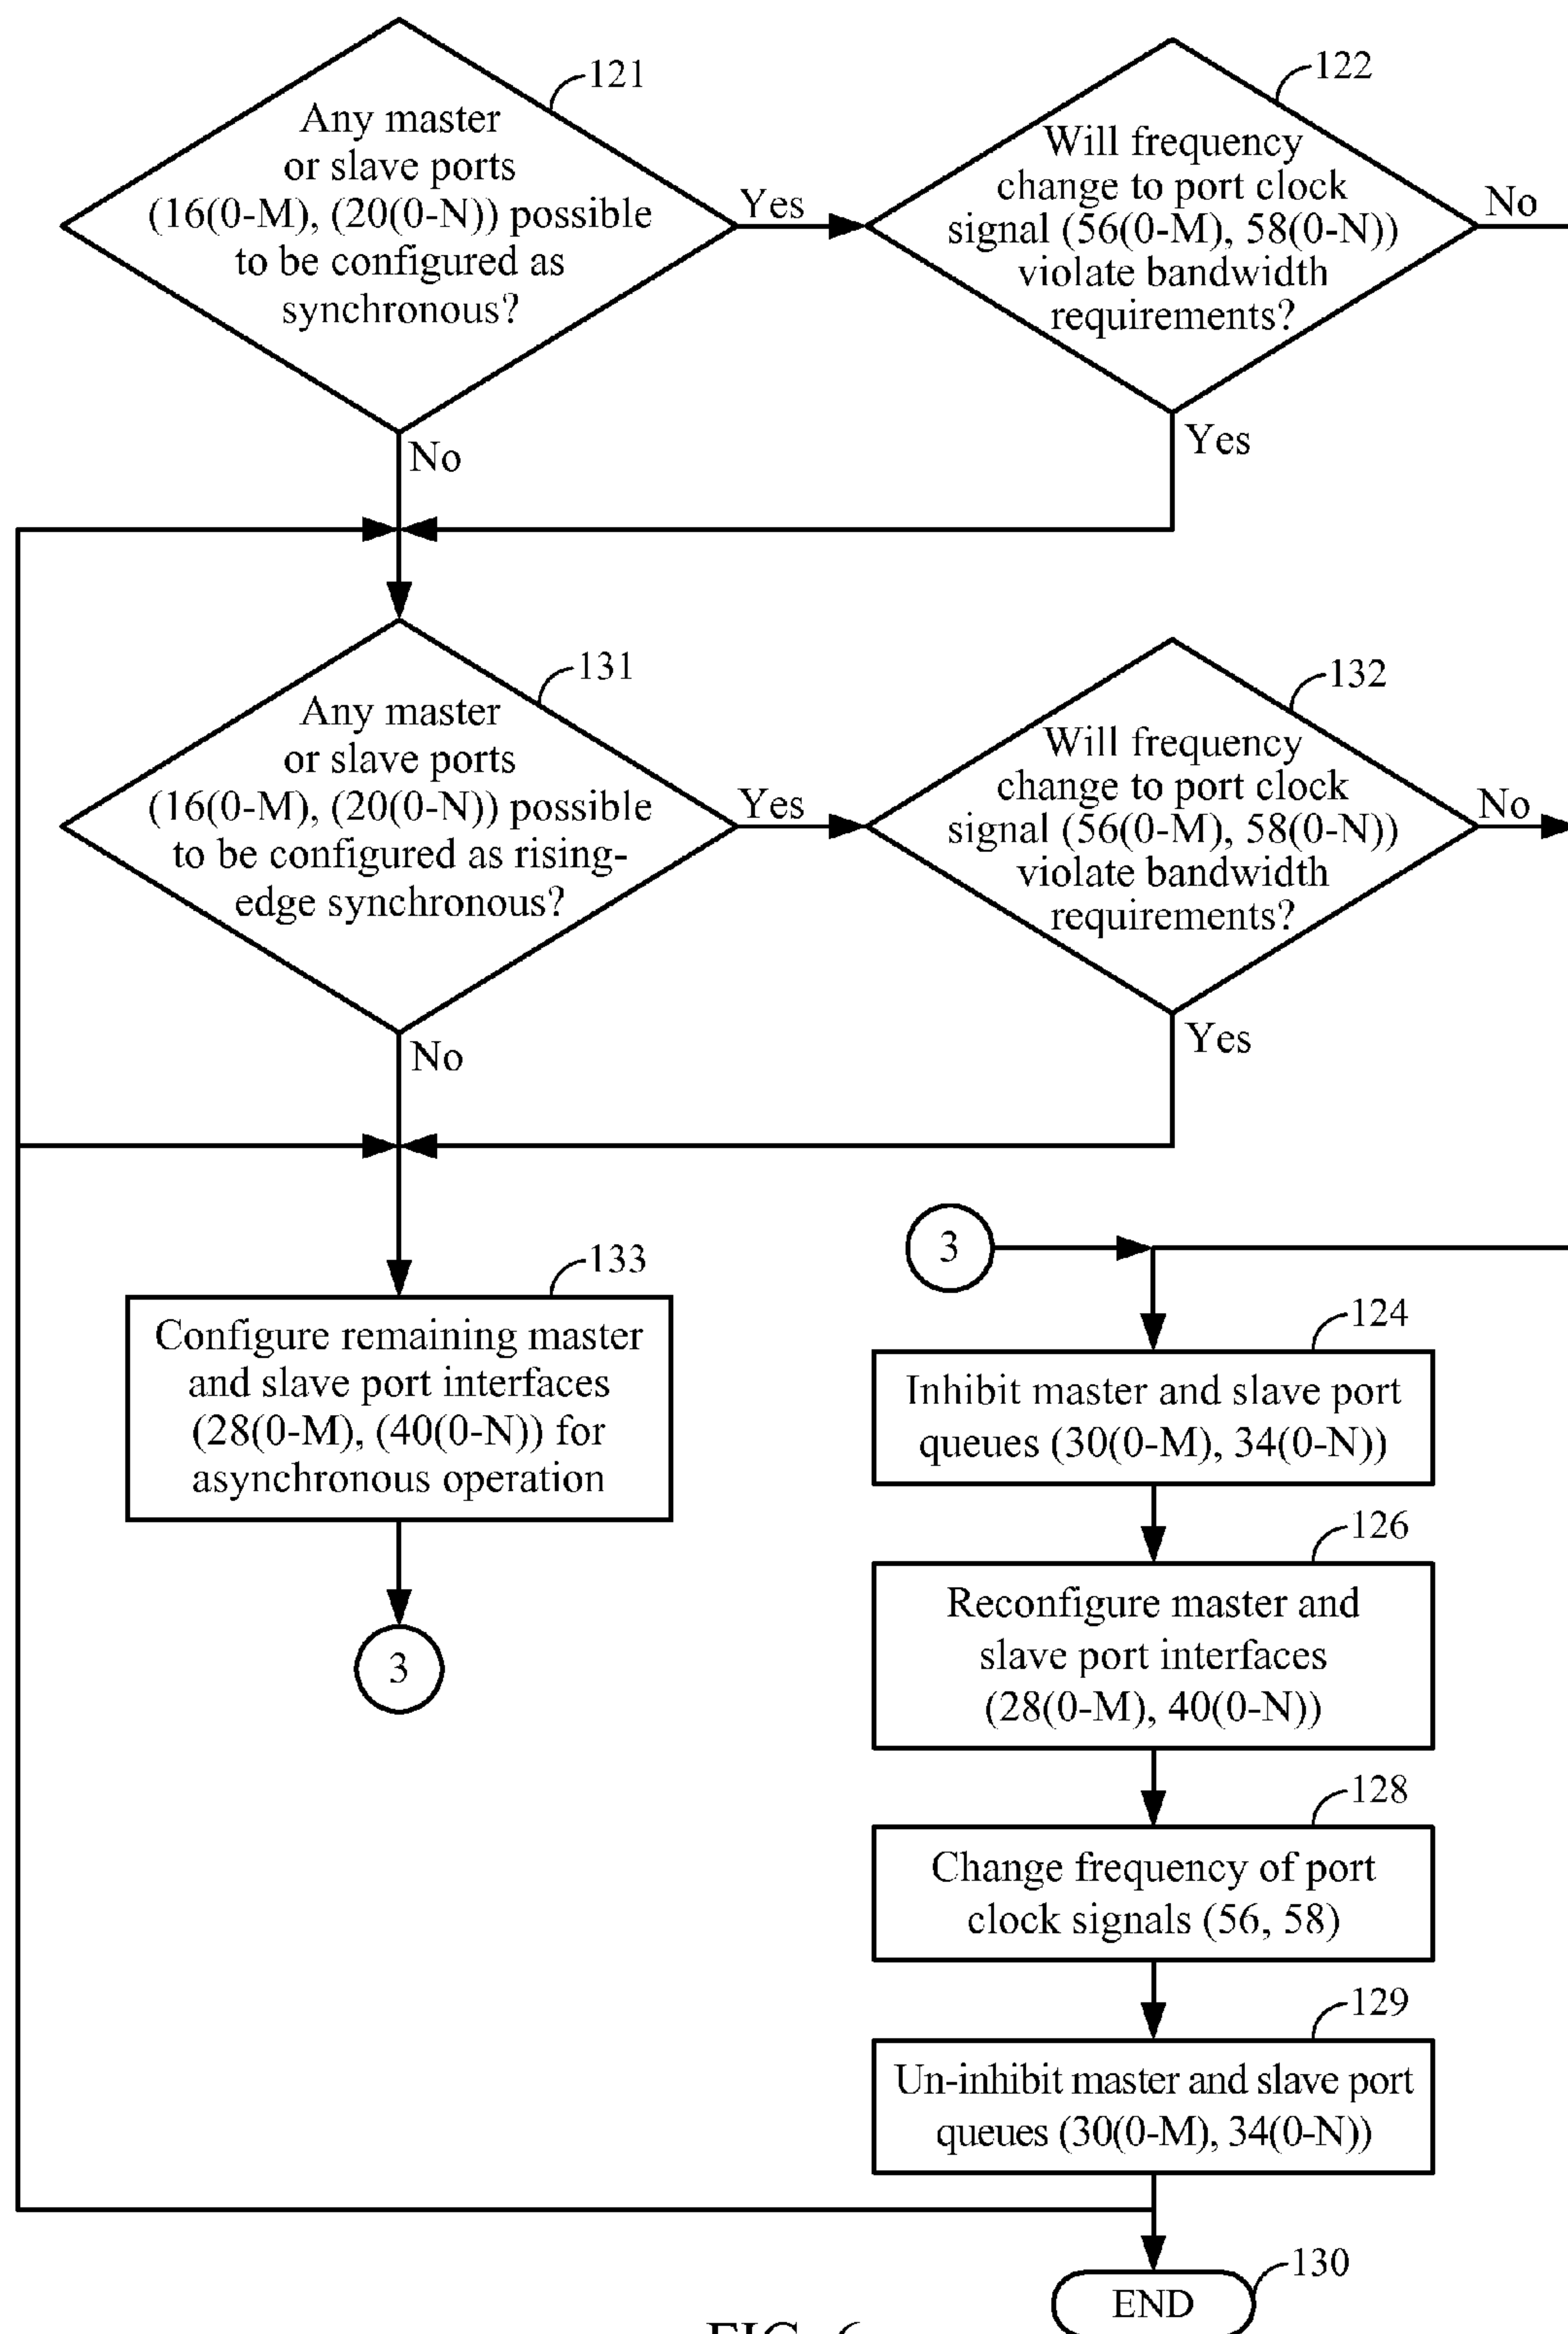 121
Any master
or slave ports
(16(0-M), (20(0-N)) possible
to be configured as
synchronous?
Yes
No
122
Will frequency
change to port clock
signal (56(0-M), 58(0-N))
violate bandwidth
requirements?
No
Yes
131
Any master
or slave ports
(16(0-M), (20(0-N)) possible
to be configured as rising-
edge synchronous?
Yes
No
132
Will frequency
change to port clock
signal (56(0-M), 58(0-N))
violate bandwidth
requirements?
No
Yes
133
Configure remaining master
and slave port interfaces
(28(0-M), (40(0-N)) for
asynchronous operation
3
3
124
Inhibit master and slave port
queues (30(0-M), 34(0-N))
126
Reconfigure master and
slave port interfaces
(28(0-M), 40(0-N))
128
Change frequency of port
clock signals (56, 58)
129
Un-inhibit master and slave port
queues (30(0-M), 34(0-N))
130
END
FIG. 6